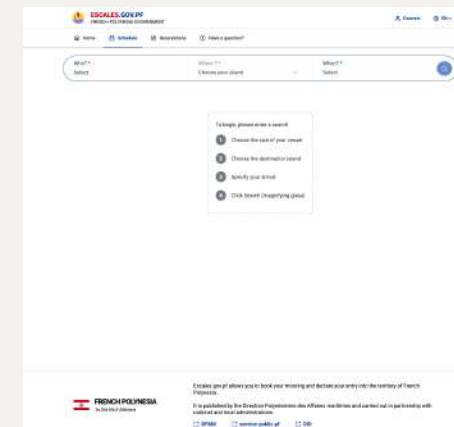 ESCALES.GOV.PF
FRENCH POLYNESIA GOVERNMENT
Connect
EN
Home
Schedule
Reservations
Have a question?
Who? *
Select
Where? *
Choose your island
When? *
Select
To begin, please enter a search
1 Choose the size of your vessel
2 Choose the destination island
3 Specify your arrival
4 Click Search (magnifying glass)
FRENCH POLYNESIA
Escales.gov.pf allows you to book your mooring and declare your entry into the territory of French
Polynesia.
It is published by the Direction Polynésienne des Affaires maritimes and carried out in partnership with
national and local administrations.
DPAM
service-public.pf